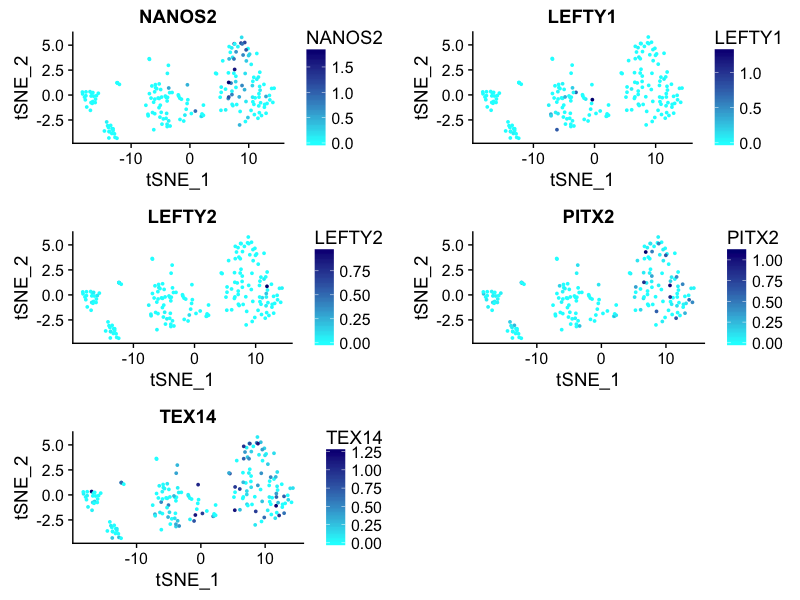 NANOS2
tSNE_2
5.0
2.5
0.0
-2.5
-10 0 10
tSNE_1
NANOS2
1.5
1.0
0.5
0.0
LEFTY1
tSNE_2
5.0
2.5
0.0
-2.5
-10 0 10
tSNE_1
LEFTY1
1.0
0.5
0.0
LEFTY2
tSNE_2
5.0
2.5
0.0
-2.5
-10 0 10
tSNE_1
LEFTY2
0.75
0.50
0.25
0.00
PITX2
tSNE_2
5.0
2.5
0.0
-2.5
-10 0 10
tSNE_1
PITX2
1.00
0.75
0.50
0.25
0.00
TEX14
tSNE_2
5.0
2.5
0.0
-2.5
-10 0 10
tSNE_1
TEX14
1.25
1.00
0.75
0.50
0.25
0.00